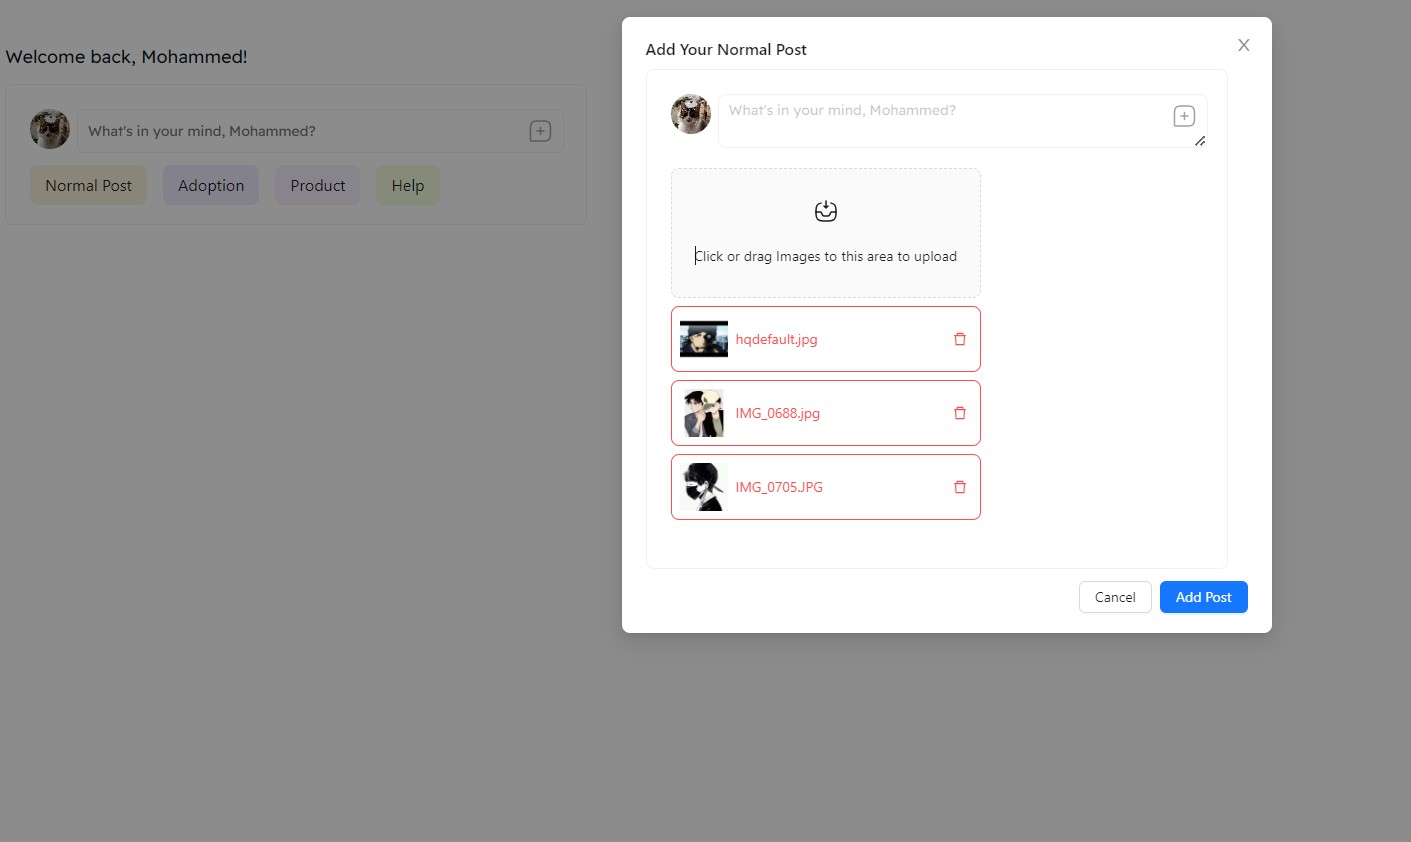 Welcome back, Mohammed!
What's in your mind, Mohammed?
Normal Post
Adoption
Product
Help
Add Your Normal Post
What's in your mind, Mohammed?
Click or drag Images to this area to upload
hqdefault.jpg
IMG_0688.jpg
IMG_0705.JPG
Cancel
Add Post